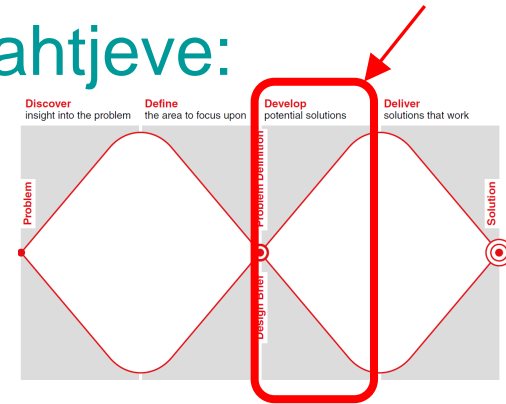 ahtjeve:
Discover
insight into the problem
Define
the area to focus upon
Develop
potential solutions
Deliver
solutions that work
Problem
Problem Definition
Design Brief
Solution